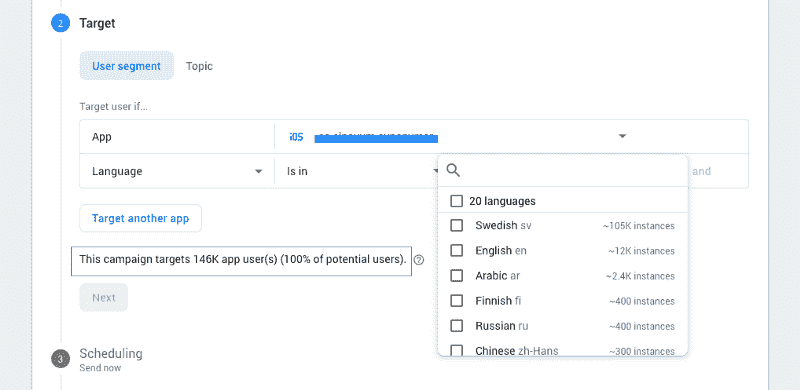 2 Target
User segment Topic
Target user if...
App iOS
Language Is in and
20 languages
Target another app
Swedish sv ~105K instances
English en ~12K instances
This campaign targets 146K app user(s) (100% of potential users). ?
Arabic ar ~2.4K instances
Next
Finnish fi ~400 instances
Russian ru ~400 instances
Chinese zh-Hans ~300 instances
3 Scheduling
Send now